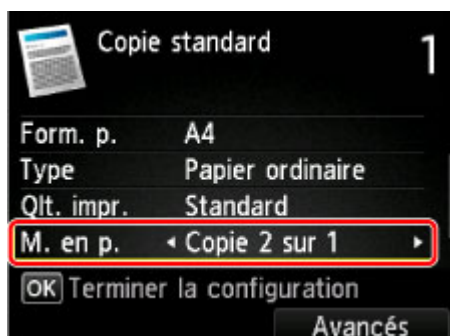 Copie standard 1
Form. p. A4
Type Papier ordinaire
Qlt. impr. Standard
M. en p. Copie 2 sur 1
OK Terminer la configuration
Avancés